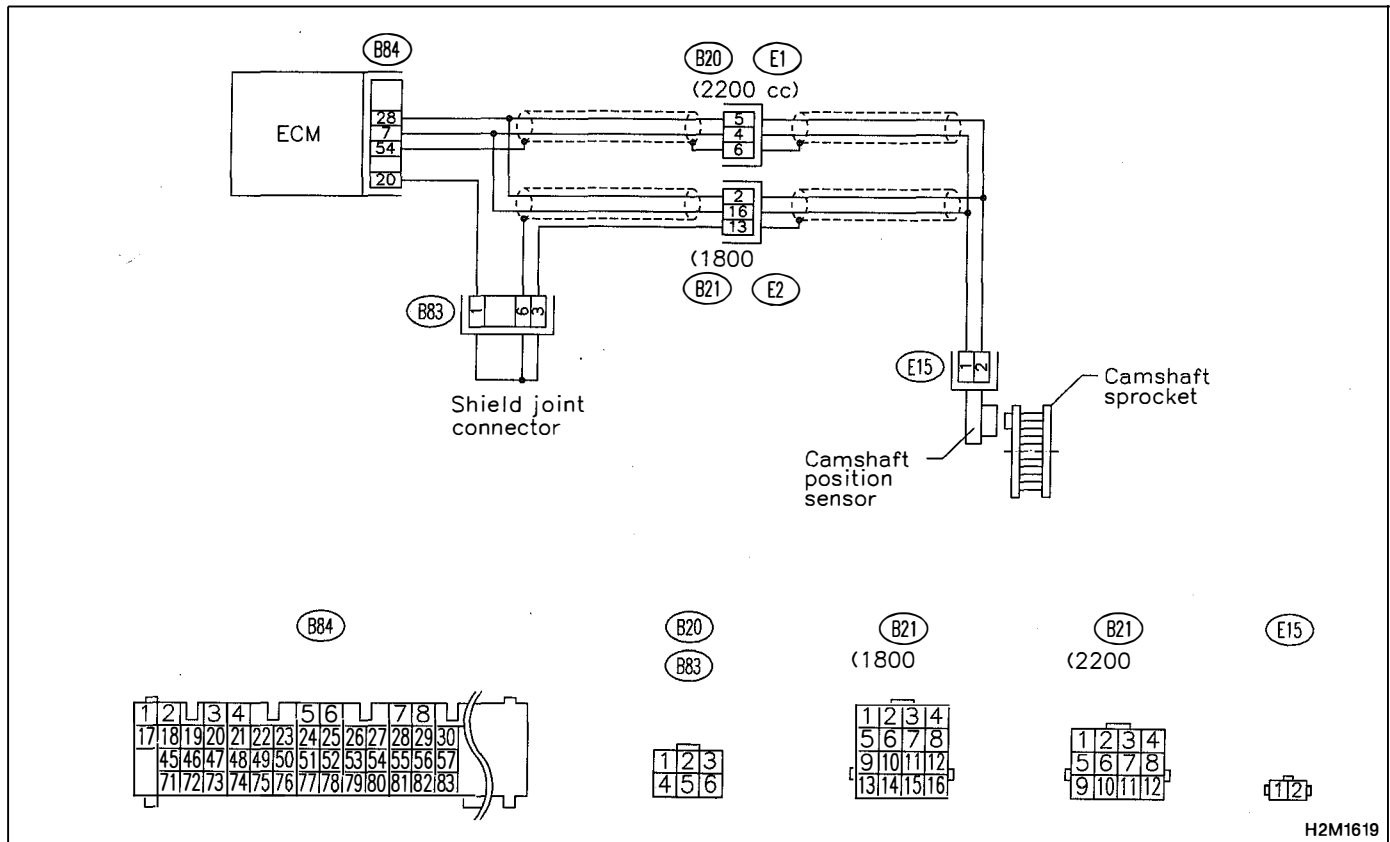 B84
B20 E1
(2200 cc)
ECM
28
7
54
20
5
4
6
2
16
13
(1800
B21 E2
B83
1 6 3
Shield joint
connector
E15
1 2
Camshaft
sprocket
Camshaft
position
sensor
B84
B20
B83
B21
(1800
B21
(2200
E15
1 2 3 4 5 6 7 8
17 18 19 20 21 22 23 24 25 26 27 28 29 30
45 46 47 48 49 50 51 52 53 54 55 56 57
71 72 73 74 75 76 77 78 79 80 81 82 83
1 2 3
4 5 6
1 2 3 4
5 6 7 8
9 10 11 12
13 14 15 16
1 2 3 4
5 6 7 8
9 10 11 12
1 2
H2M1619